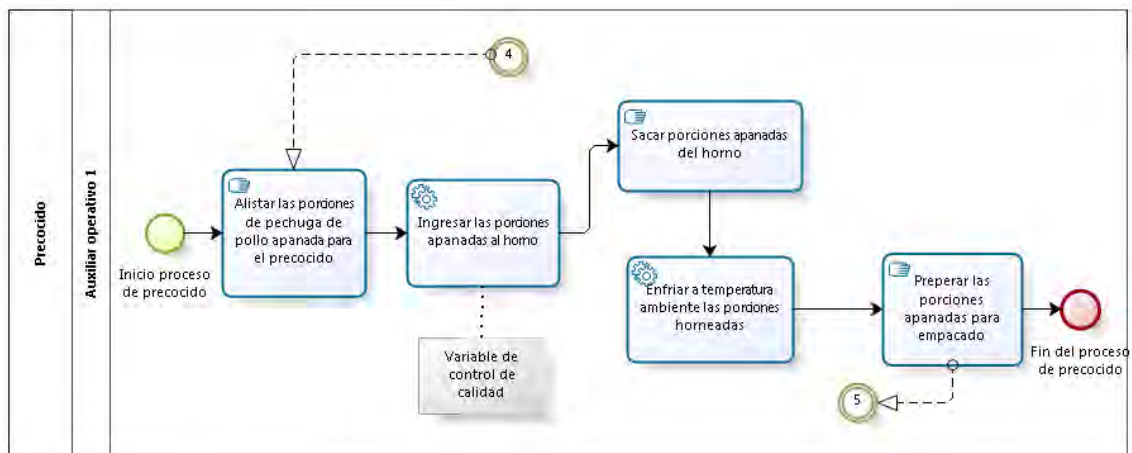 Precocido
Auxiliar operativo 1
Inicio proceso
de precocido
Alistar las porciones
de pechuga de
pollo apanada para
el precocido
4
Ingresar las porciones
apanadas al horno
Variable de
control de
calidad
Sacar porciones apanadas
del horno
Enfriar a temperatura
ambiente las porciones
horneadas
Preperar las
porciones
apanadas para
empacado
5
Fin del proceso
de precocido